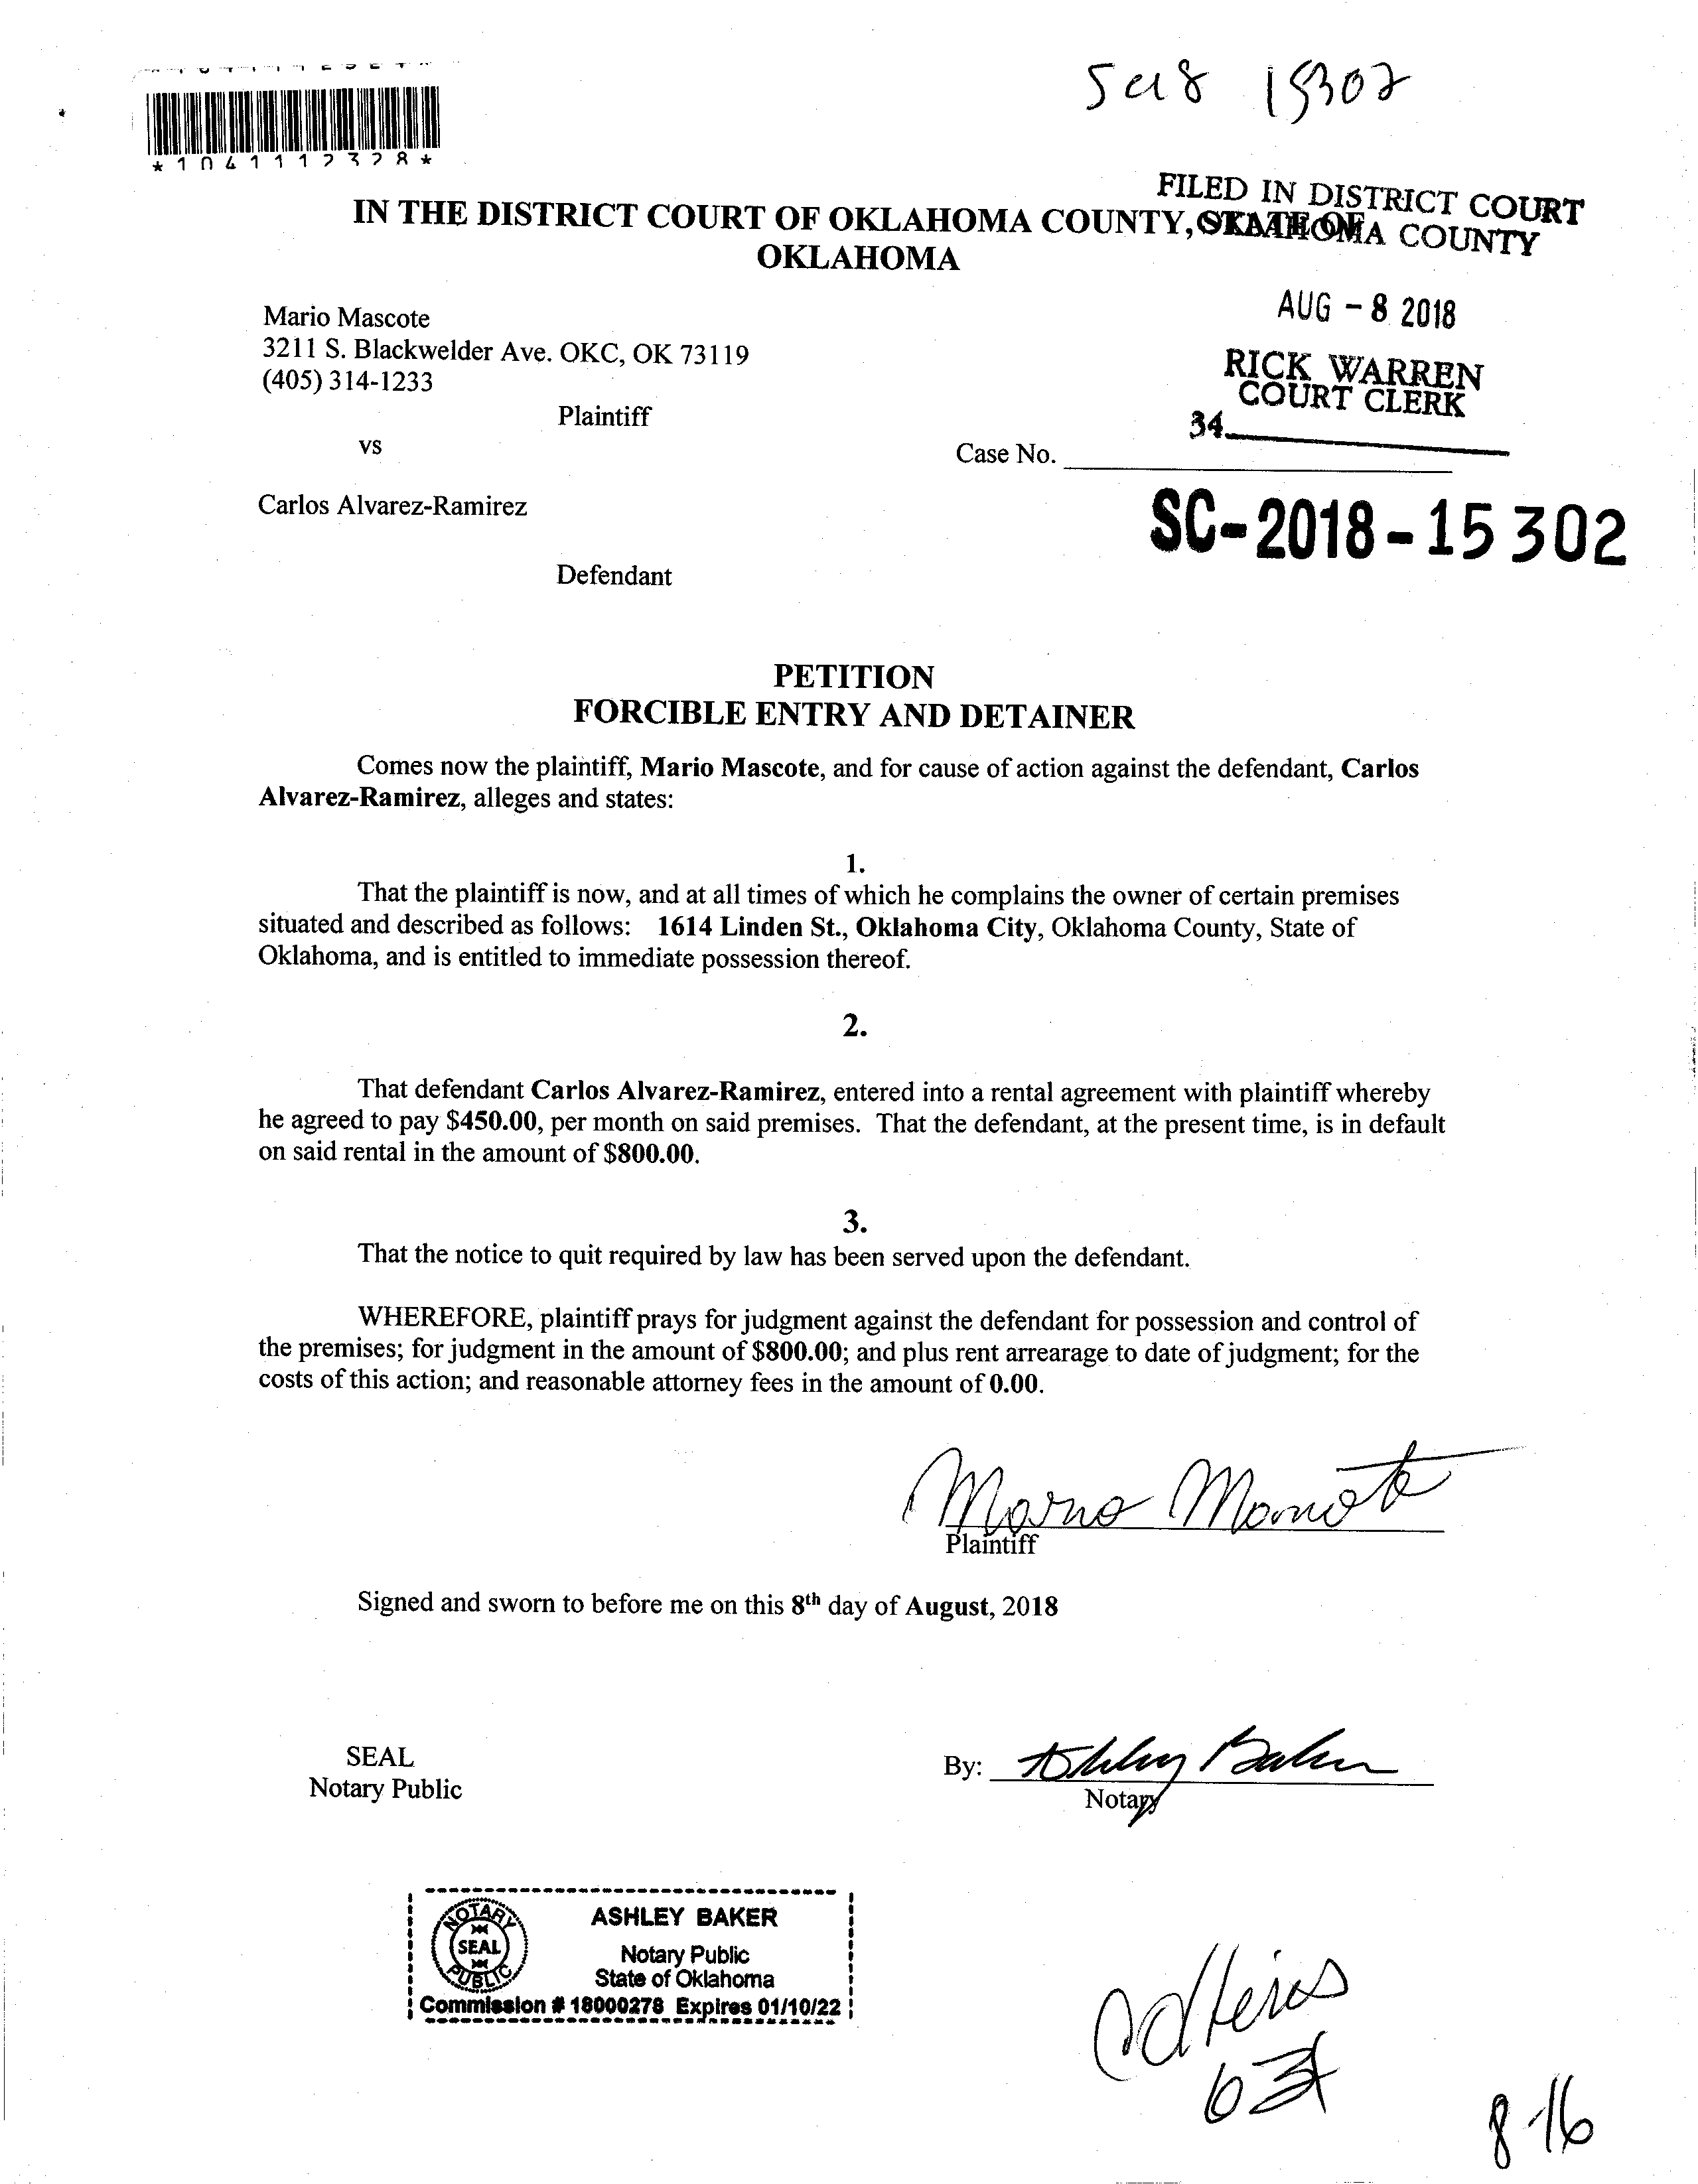 *1041112328*
IN THE DISTRICT COURT OF OKLAHOMA COUNTY, STATE OF
OKLAHOMA
FILED IN DISTRICT COURT
OKLAHOMA COUNTY
AUG - 8 2018
RICK WARREN
COURT CLERK
34
Mario Mascote
3211 S. Blackwelder Ave. OKC, OK 73119
(405) 314-1233
Plaintiff
vs
Case No.
Carlos Alvarez-Ramirez
SC-2018-15302
Defendant
PETITION
FORCIBLE ENTRY AND DETAINER
Comes now the plaintiff, Mario Mascote, and for cause of action against the defendant, Carlos
Alvarez-Ramirez, alleges and states:
1.
That the plaintiff is now, and at all times of which he complains the owner of certain premises
situated and described as follows: 1614 Linden St., Oklahoma City, Oklahoma County, State of
Oklahoma, and is entitled to immediate possession thereof.
2.
That defendant Carlos Alvarez-Ramirez, entered into a rental agreement with plaintiff whereby
he agreed to pay $450.00, per month on said premises. That the defendant, at the present time, is in default
on said rental in the amount of $800.00.
3.
That the notice to quit required by law has been served upon the defendant.
WHEREFORE, plaintiff prays for judgment against the defendant for possession and control of
the premises; for judgment in the amount of $800.00; and plus rent arrearage to date of judgment; for the
costs of this action; and reasonable attorney fees in the amount of 0.00.
Plaintiff
Signed and sworn to before me on this 8th day of August, 2018
SEAL
Notary Public
By: Ashley Baker
Notary
NOTARY
SEAL
PUBLIC
ASHLEY BAKER
Notary Public
State of Oklahoma
Commission # 18000278 Expires 01/10/22
8-16